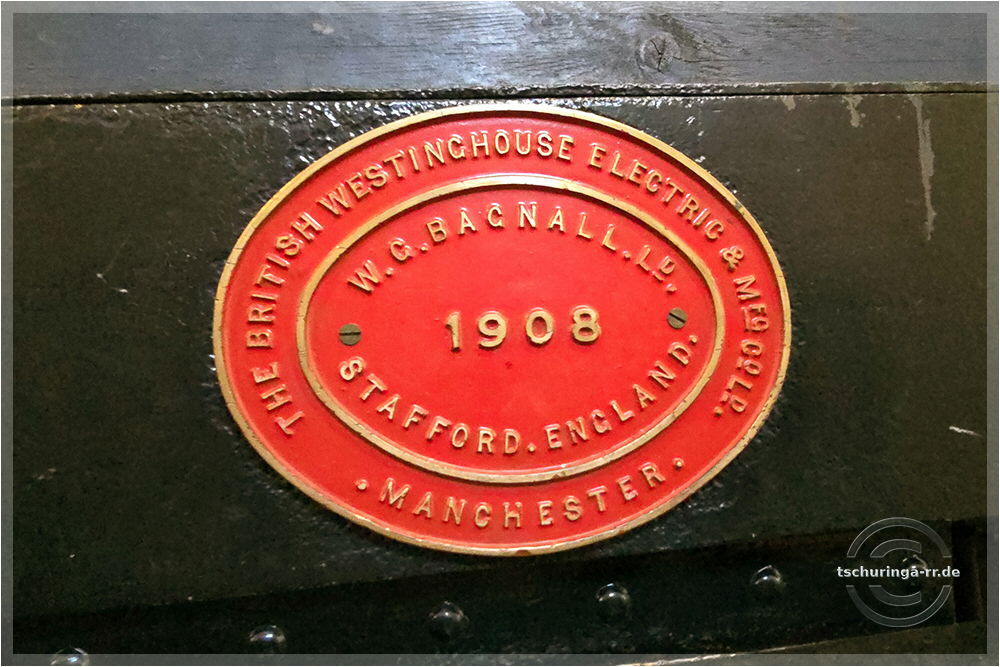 THE BRITISH WESTINGHOUSE ELECTRIC & MFG CO LD.
W.G.BAGNALL.LD.
1908
STAFFORD.ENGLAND.
.MANCHESTER.
tschuringa-rr.de